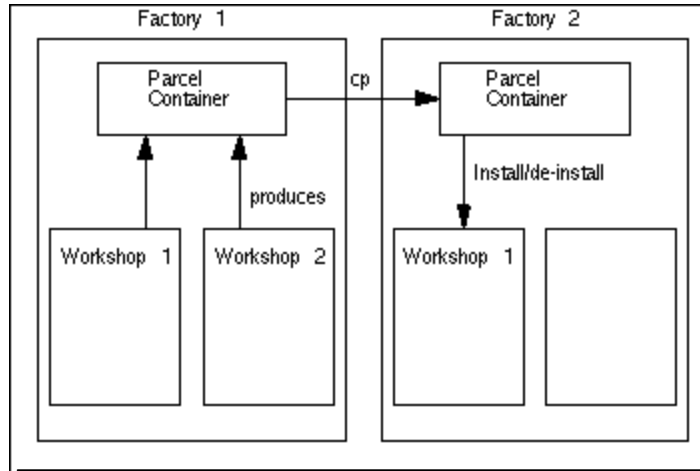 Factory 1
Factory 2
Parcel
Container
cp
Parcel
Container
Install/de-install
produces
Workshop 1
Workshop 2
Workshop 1